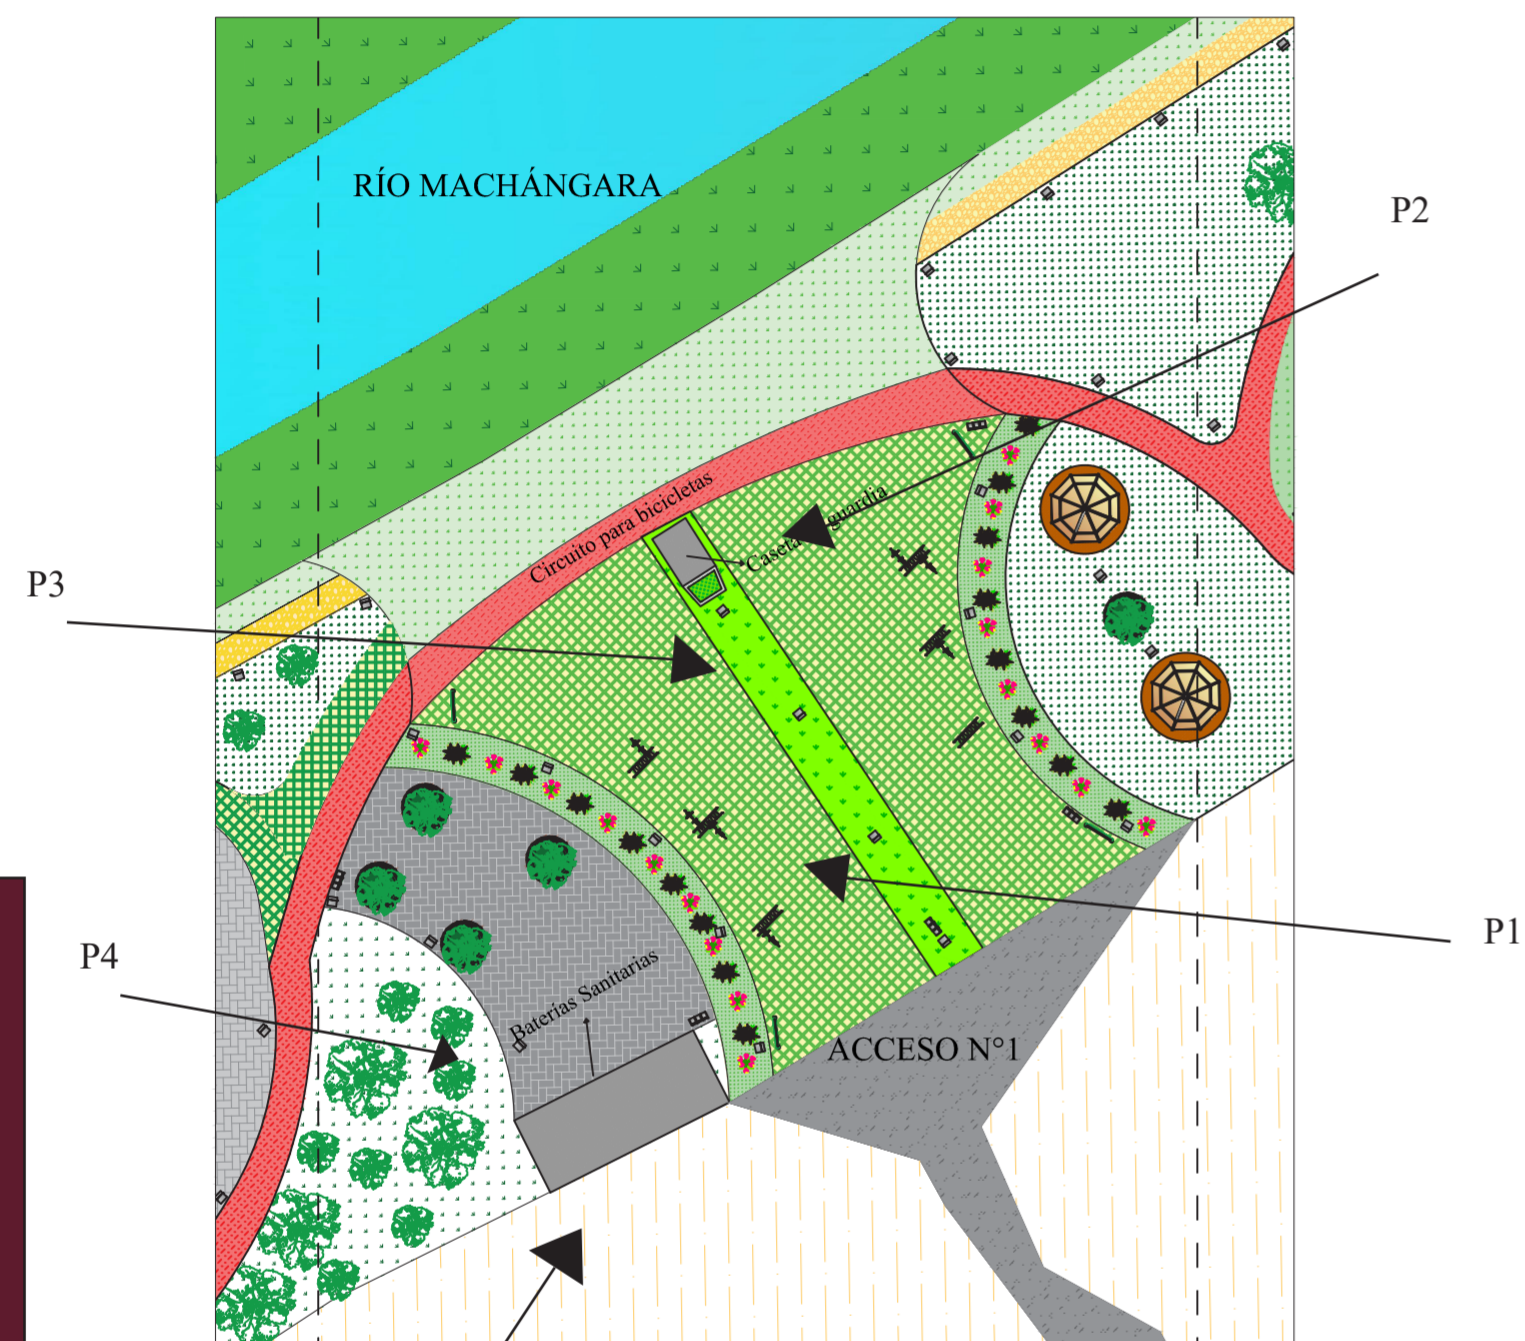 RÍO MACHÁNGARA
P2
Circuito para bicicletas
Caseta guardia
P3
P1
P4
Baterías Sanitarias
ACCESO N°1